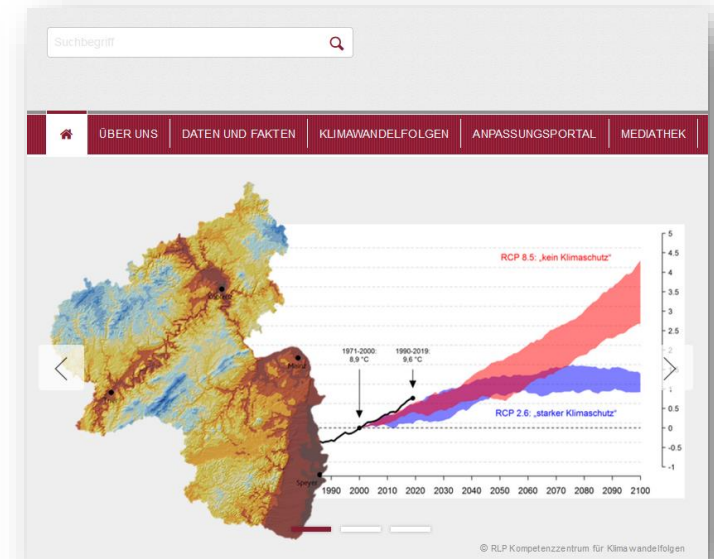 Suchbegriff
ÜBER UNS DATEN UND FAKTEN KLIMAWANDELFOLGEN ANPASSUNGSPORTAL MEDIATHEK
5
RCP 8.5: „kein Klimaschutz“
4.5
4
3.5
3
2.5
1971-2000: 1990-2019:
8,9 °C 9,6 °C
2
1
RCP 2.6: „starker Klimaschutz“
0.5
0
-0.5
-1
Speyer
1990 2000 2010 2020 2030 2040 2050 2060 2070 2080 2090 2100
© RLP Kompetenzzentrum für Klimawandelfolgen